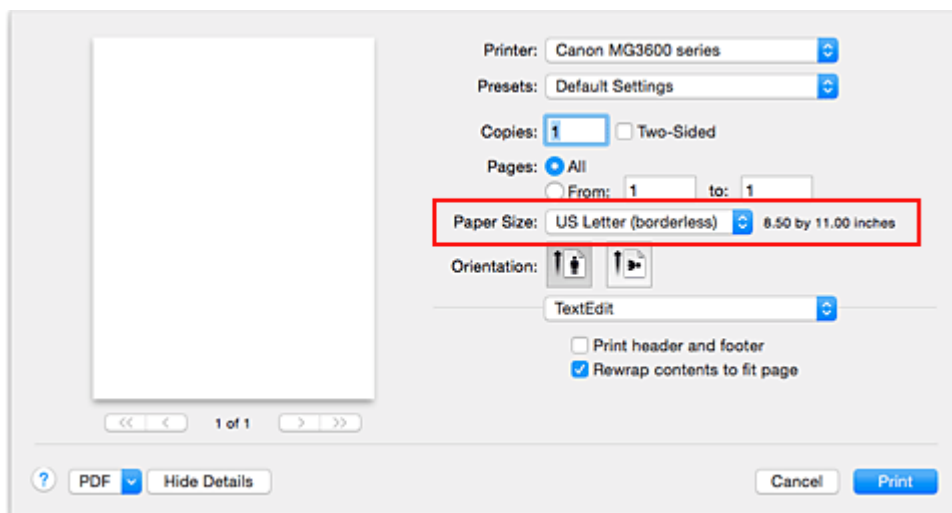 Printer: Canon MG3600 series
Presets: Default Settings
Copies: 1 Two-Sided
Pages: All
From: 1 to: 1
Paper Size: US Letter (borderless) 8.50 by 11.00 inches
Orientation:
TextEdit
Print header and footer
Rewrap contents to fit page
<< < 1 of 1 > >>
? PDF Hide Details Cancel Print